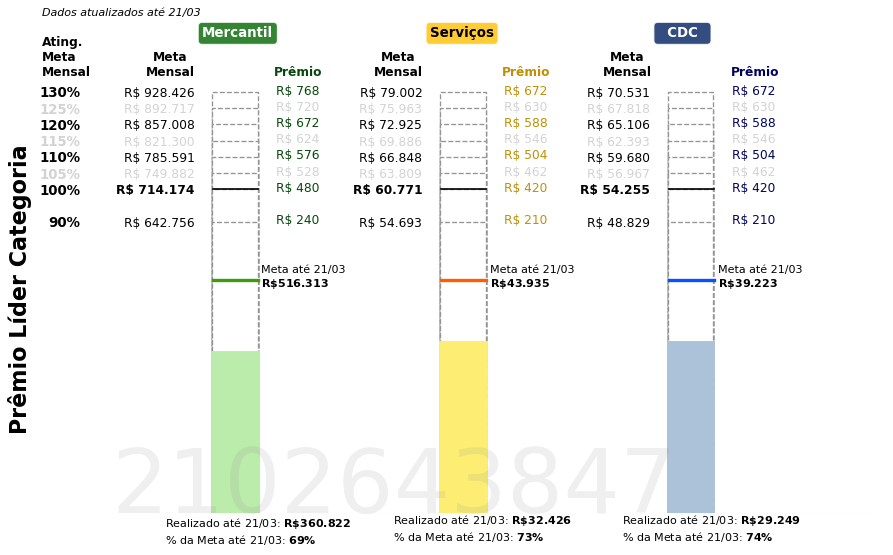 Dados atualizados até 21/03
Mercantil Serviços CDC
Ating. Meta Mensal
Meta Mensal Prêmio Meta Mensal Prêmio Meta Mensal Prêmio
130% R$ 928.426 R$ 768 R$ 79.002 R$ 672 R$ 70.531 R$ 672
125% R$ 892.717 R$ 720 R$ 75.963 R$ 630 R$ 67.818 R$ 630
120% R$ 857.008 R$ 672 R$ 72.925 R$ 588 R$ 65.106 R$ 588
115% R$ 821.300 R$ 624 R$ 69.886 R$ 546 R$ 62.393 R$ 546
110% R$ 785.591 R$ 576 R$ 66.848 R$ 504 R$ 59.680 R$ 504
105% R$ 749.882 R$ 528 R$ 63.809 R$ 462 R$ 56.967 R$ 462
100% R$ 714.174 R$ 480 R$ 60.771 R$ 420 R$ 54.255 R$ 420
90% R$ 642.756 R$ 240 R$ 54.693 R$ 210 R$ 48.829 R$ 210
Prêmio Líder Categoria
Meta até 21/03 Meta até 21/03 Meta até 21/03
R$516.313 R$43.935 R$39.223
2102643847
Realizado até 21/03: R$360.822 Realizado até 21/03: R$32.426 Realizado até 21/03: R$29.249
% da Meta até 21/03: 69% % da Meta até 21/03: 73% % da Meta até 21/03: 74%